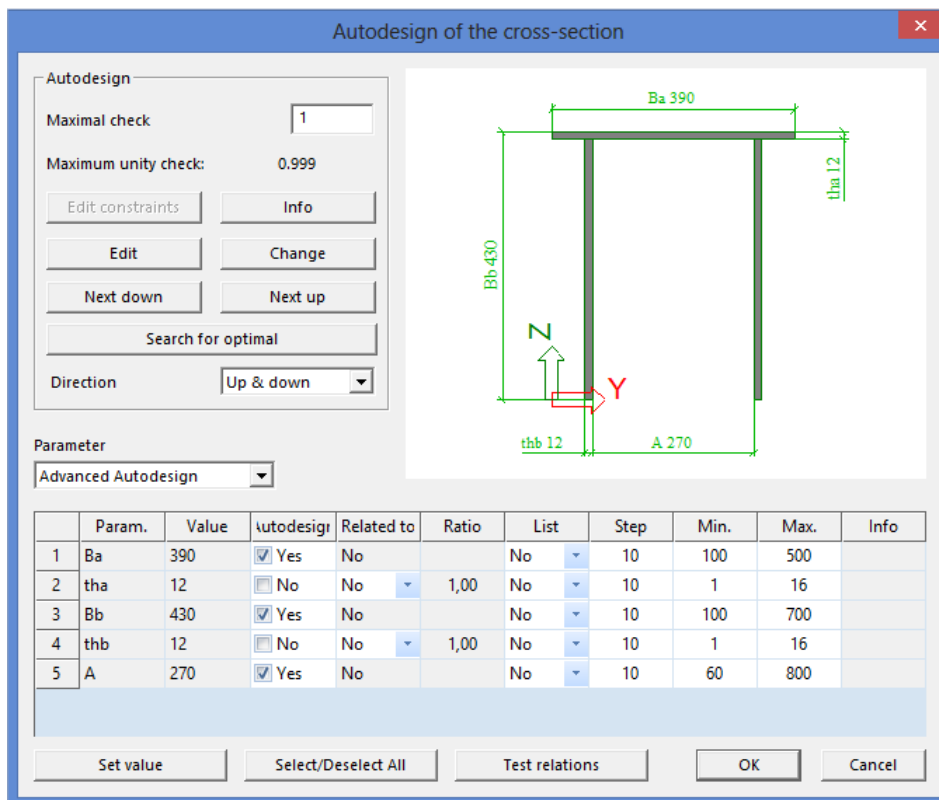 Autodesign of the cross-section
Autodesign
Maximal check 1
Maximum unity check: 0.999
Edit constraints Info
Edit Change
Next down Next up
Search for optimal
Direction Up & down
Parameter
Advanced Autodesign
Ba 390
tha 12
Bb 430
Z
Y
thb 12 A 270
Param. Value Autodesign Related to Ratio List Step Min. Max. Info
1 Ba 390 Yes No No 10 100 500
2 tha 12 No No 1,00 No 10 1 16
3 Bb 430 Yes No No 10 100 700
4 thb 12 No No 1,00 No 10 1 16
5 A 270 Yes No No 10 60 800
Set value Select/Deselect All Test relations OK Cancel